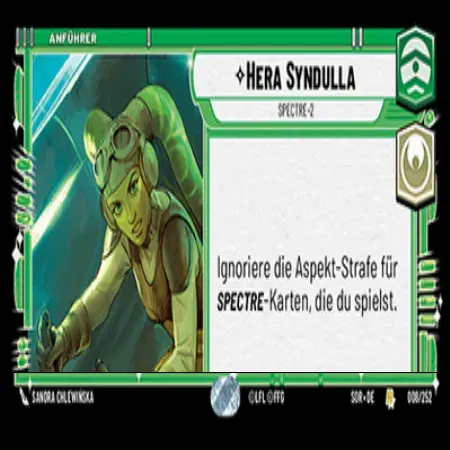 ANFÜHRER
✧HERA SYNDULLA
SPECTRE-2
Ignoriere die Aspekt-Strafe für
SPECTRE-Karten, die du spielst.
SANDRA CHLEWIŃSKA
©LFL ©FFG
SOR • DE
008/252